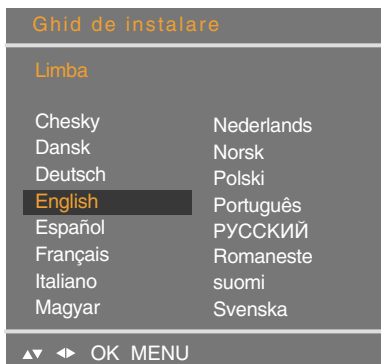 Ghid de instalare
Limba
Chesky
Dansk
Deutsch
English
Español
Français
Italiano
Magyar
Nederlands
Norsk
Polski
Português
РУССКИЙ
Romaneste
suomi
Svenska
OK MENU